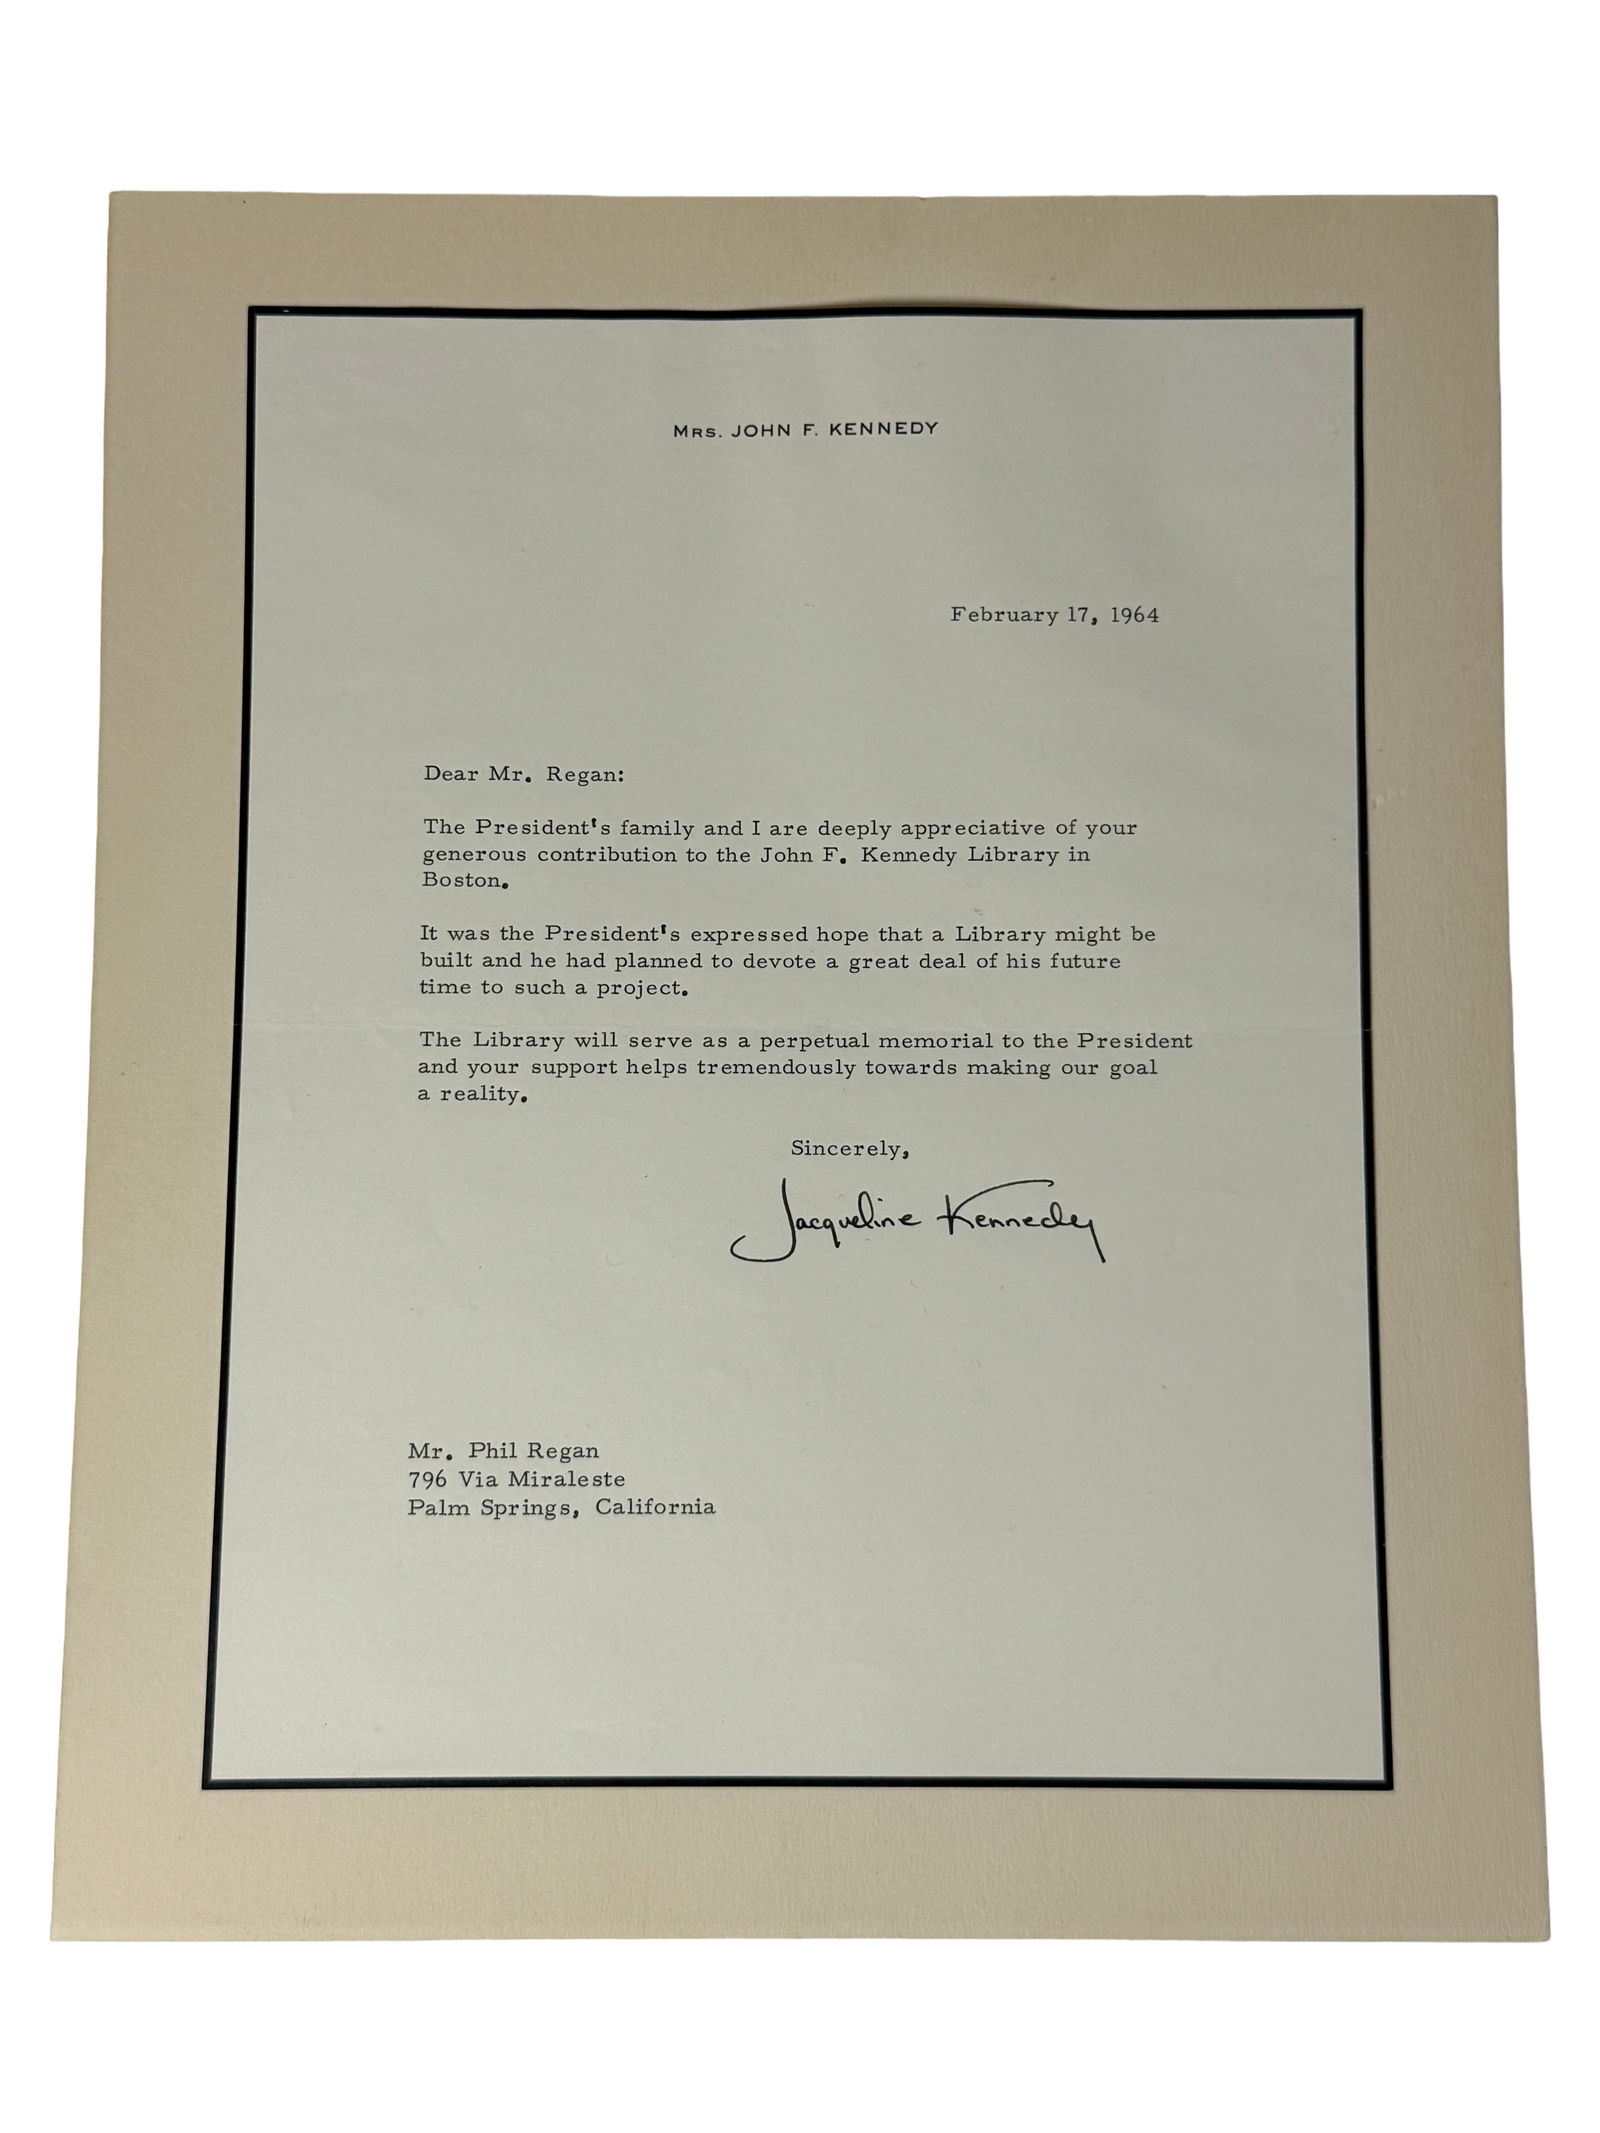 Mrs. JOHN F. KENNEDY
February 17, 1964
Dear Mr. Regan:
The President's family and I are deeply appreciative of your
generous contribution to the John F. Kennedy Library in
Boston.
It was the President's expressed hope that a Library might be
built and he had planned to devote a great deal of his future
time to such a project.
The Library will serve as a perpetual memorial to the President
and your support helps tremendously towards making our goal
a reality.
Sincerely,
Jacqueline Kennedy
Mr. Phil Regan
796 Via Miraleste
Palm Springs, California